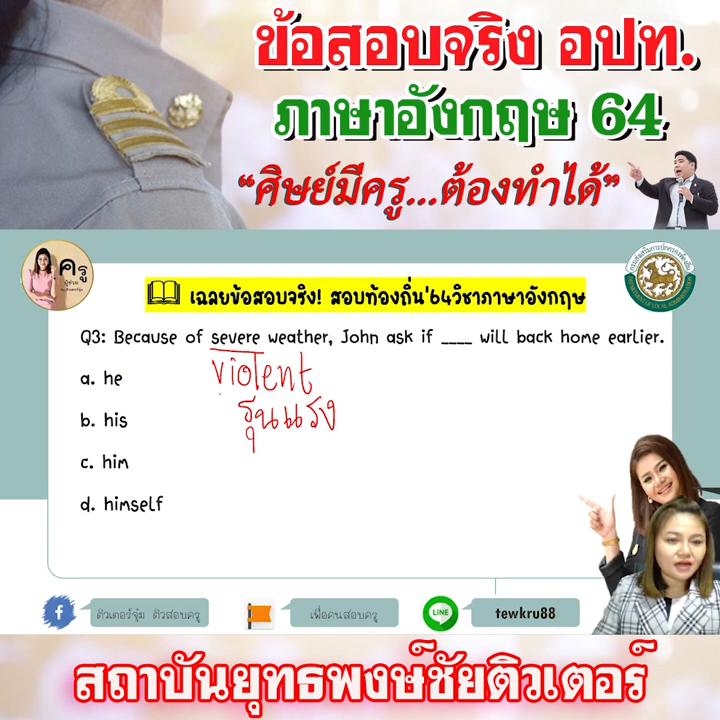 ข้อสอบจริง อปท.
ภาษาอังกฤษ 64
“ศิษย์มีครู...ต้องทำได้”
ครู
ผู้ช่วย
เฉลยข้อสอบจริง! สอบท้องถิ่น'64วิชาภาษาอังกฤษ
Q3: Because of severe weather, John ask if ____ will back home earlier.
a. he
violent
b. his
รุนแรง
c. him
d. himself
ติวเตอร์จุ๋ม ติวสอบครู
เพื่อคนสอบครู
LINE
tewkru88
สถาบันยุทธพงษ์ชัยติวเตอร์